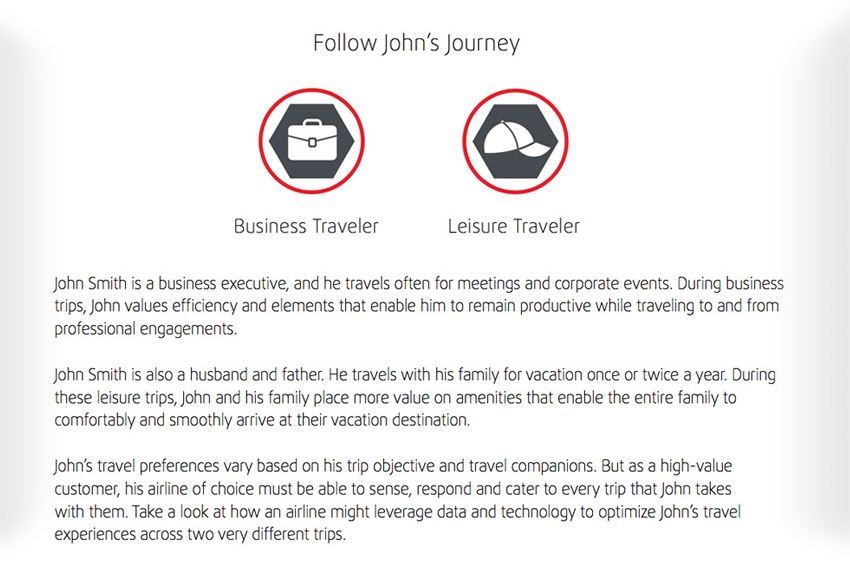 Follow John’s Journey
Business Traveler
Leisure Traveler
John Smith is a business executive, and he travels often for meetings and corporate events. During business
trips, John values efficiency and elements that enable him to remain productive while traveling to and from
professional engagements.
John Smith is also a husband and father. He travels with his family for vacation once or twice a year. During
these leisure trips, John and his family place more value on amenities that enable the entire family to
comfortably and smoothly arrive at their vacation destination.
John’s travel preferences vary based on his trip objective and travel companions. But as a high-value
customer, his airline of choice must be able to sense, respond and cater to every trip that John takes
with them. Take a look at how an airline might leverage data and technology to optimize John’s travel
experiences across two very different trips.